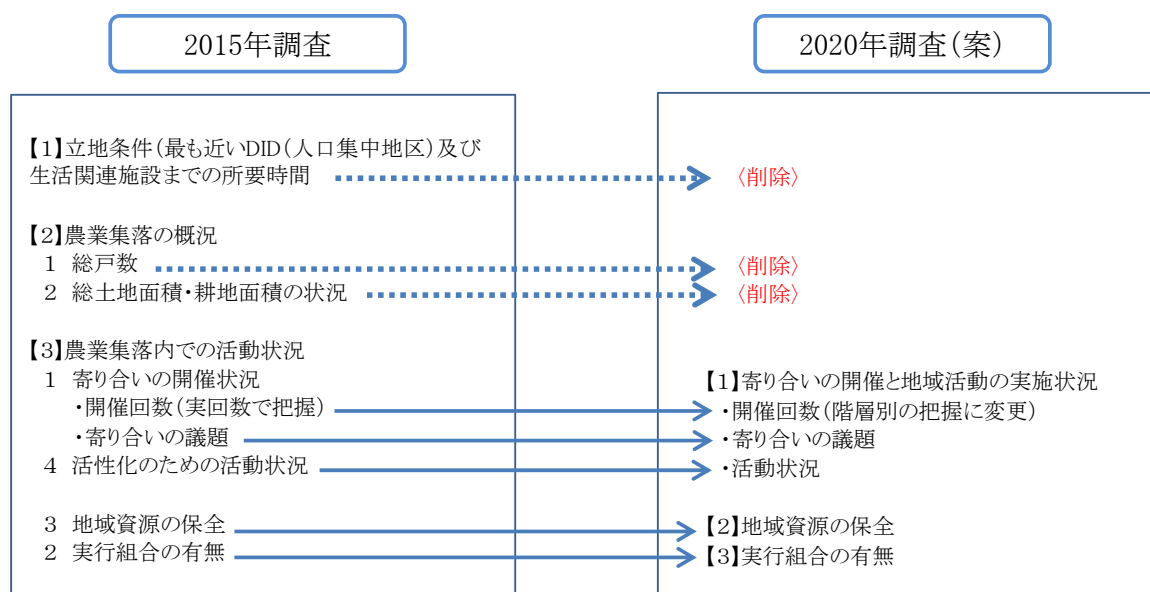 2015年調査
2020年調査(案)
【1】立地条件(最も近いDID(人口集中地区)及び
生活関連施設までの所要時間
〈削除〉
【2】農業集落の概況
1 総戸数
〈削除〉
2 総土地面積・耕地面積の状況
〈削除〉
【3】農業集落内での活動状況
1 寄り合いの開催状況
・開催回数(実回数で把握)
・寄り合いの議題
4 活性化のための活動状況
3 地域資源の保全
2 実行組合の有無
【1】寄り合いの開催と地域活動の実施状況
・開催回数(階層別の把握に変更)
・寄り合いの議題
・活動状況
【2】地域資源の保全
【3】実行組合の有無